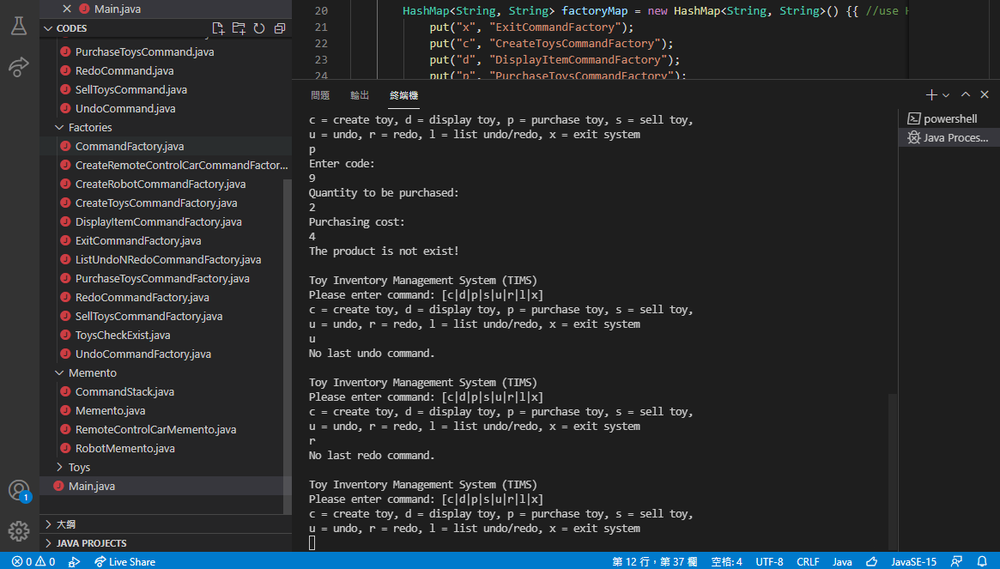 Main.java
CODES
PurchaseToysCommand.java
RedoCommand.java
SellToysCommand.java
UndoCommand.java
Factories
CommandFactory.java
CreateRemoteControlCarCommandFactor...
CreateRobotCommandFactory.java
CreateToysCommandFactory.java
DisplayItemCommandFactory.java
ExitCommandFactory.java
ListUndoNRedoCommandFactory.java
PurchaseToysCommandFactory.java
RedoCommandFactory.java
SellToysCommandFactory.java
ToysCheckExist.java
UndoCommandFactory.java
Memento
CommandStack.java
Memento.java
RemoteControlCarMemento.java
RobotMemento.java
Toys
Main.java
大綱
JAVA PROJECTS
1
20 HashMap<String, String> factoryMap = new HashMap<String, String>() {{ //use H
21 put("x", "ExitCommandFactory");
22 put("c", "CreateToysCommandFactory");
23 put("d", "DisplayItemCommandFactory");
24 put("p", "PurchaseToysCommandFactory");
問題 輸出 終端機
powershell
Java Proces...
c = create toy, d = display toy, p = purchase toy, s = sell toy,
u = undo, r = redo, l = list undo/redo, x = exit system
p
Enter code:
9
Quantity to be purchased:
2
Purchasing cost:
4
The product is not exist!
Toy Inventory Management System (TIMS)
Please enter command: [c|d|p|s|u|r|l|x]
c = create toy, d = display toy, p = purchase toy, s = sell toy,
u = undo, r = redo, l = list undo/redo, x = exit system
u
No last undo command.
Toy Inventory Management System (TIMS)
Please enter command: [c|d|p|s|u|r|l|x]
c = create toy, d = display toy, p = purchase toy, s = sell toy,
u = undo, r = redo, l = list undo/redo, x = exit system
r
No last redo command.
Toy Inventory Management System (TIMS)
Please enter command: [c|d|p|s|u|r|l|x]
c = create toy, d = display toy, p = purchase toy, s = sell toy,
u = undo, r = redo, l = list undo/redo, x = exit system
0 0 Live Share 第 12 行，第 37 欄 空格: 4 UTF-8 CRLF Java JavaSE-15